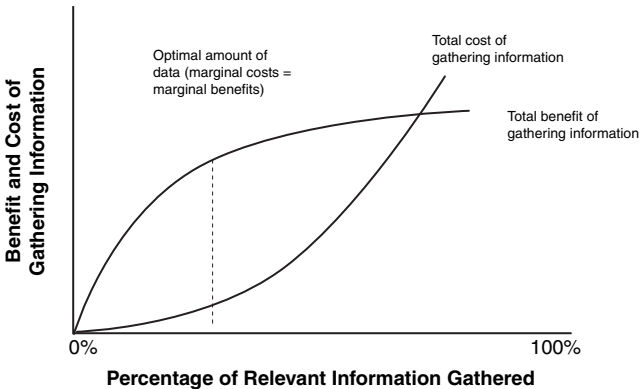 Optimal amount of
data (marginal costs =
marginal benefits)
Total cost of
gathering information
Total benefit of
gathering information
Benefit and Cost of
Gathering Information
0%
100%
Percentage of Relevant Information Gathered